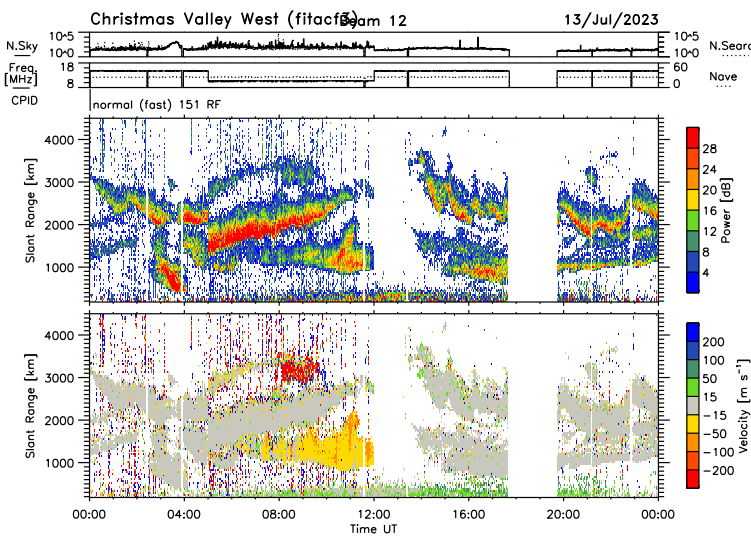 Christmas Valley West (fitacf3) Beam 12 13/Jul/2023
N.Sky 10^5 10^0 10^5 10^0 N.Searc
Freq [MHz] 18 8 60 0 Nave
CPID normal (fast) 151 RF
Slant Range [km] 4000 3000 2000 1000
Power [dB] 28 24 20 16 12 8 4
Slant Range [km] 4000 3000 2000 1000
Velocity [m s⁻¹] 200 100 50 15 -15 -50 -100 -200
00:00 04:00 08:00 12:00 16:00 20:00 00:00
Time UT